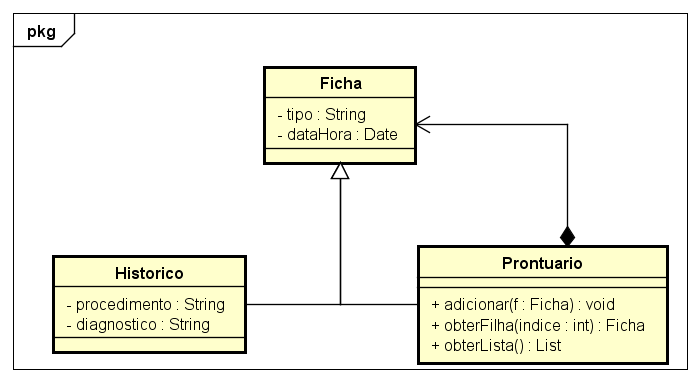 pkg
Ficha
- tipo : String
- dataHora : Date
Historico
- procedimento : String
- diagnostico : String
Prontuario
+ adicionar(f : Ficha) : void
+ obterFilha(indice : int) : Ficha
+ obterLista() : List